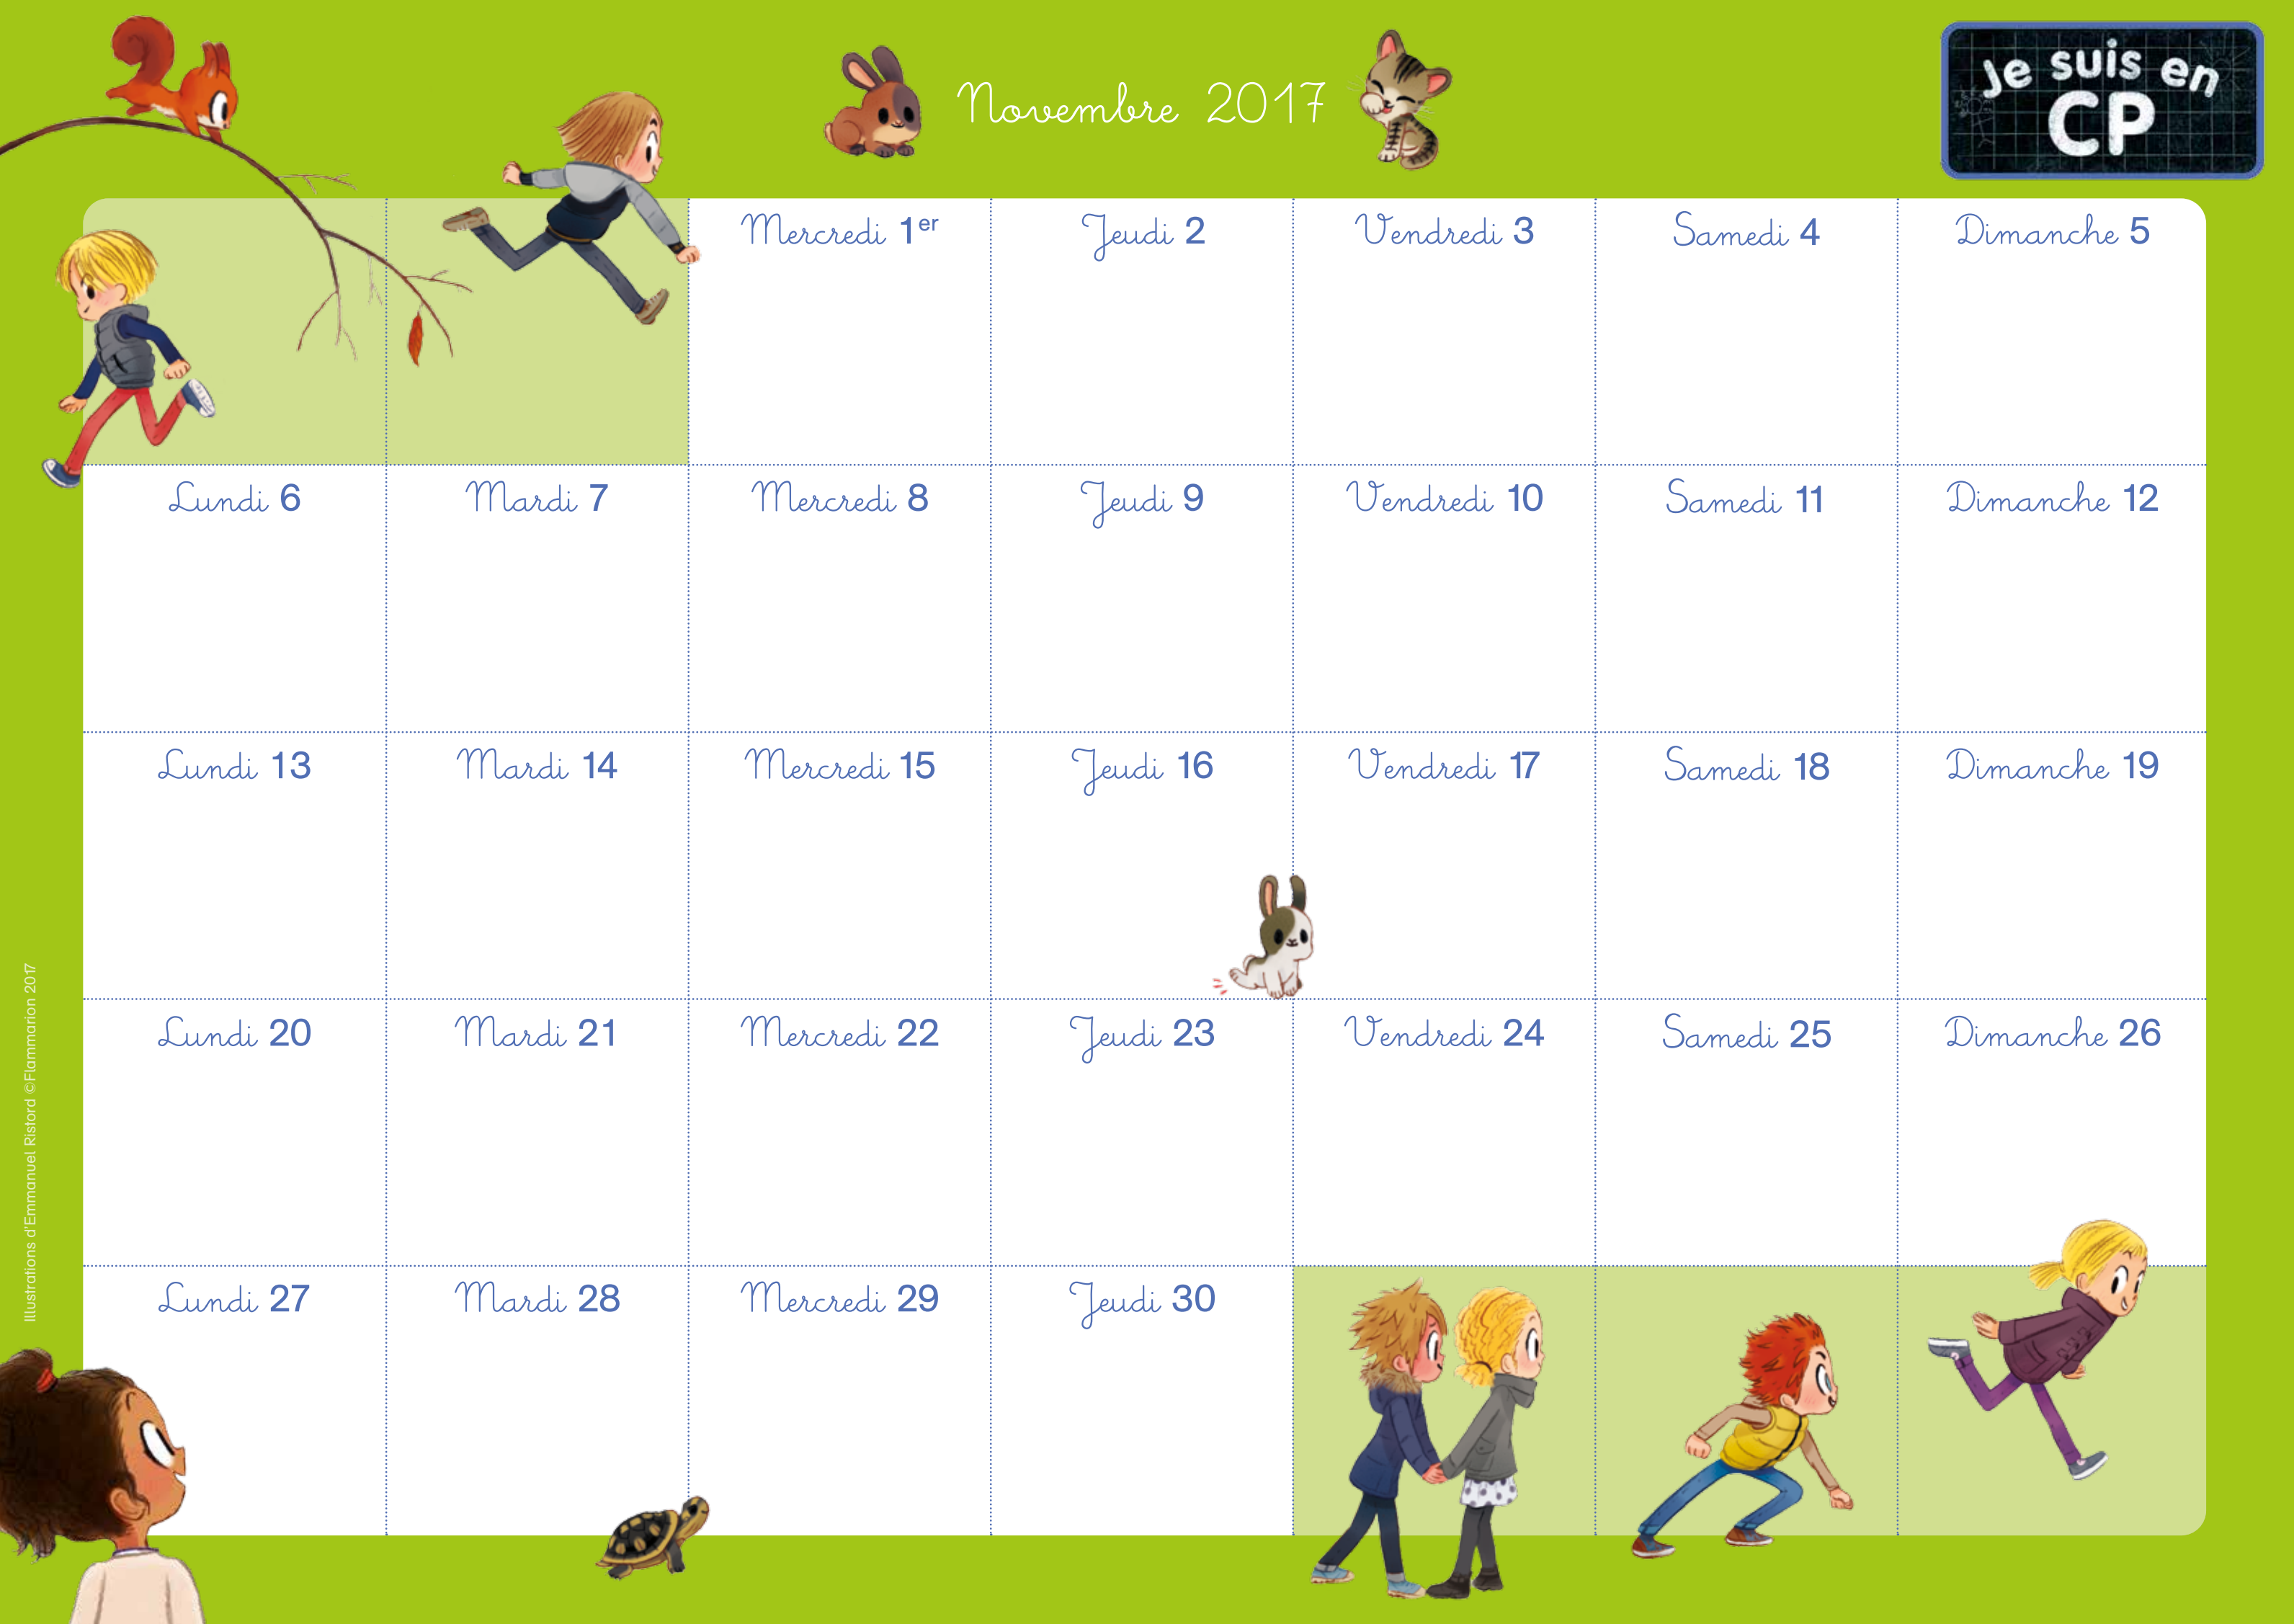 Novembre 2017
Je suis en
CP
Mercredi 1er
Jeudi 2
Vendredi 3
Samedi 4
Dimanche 5
Lundi 6
Mardi 7
Mercredi 8
Jeudi 9
Vendredi 10
Samedi 11
Dimanche 12
Lundi 13
Mardi 14
Mercredi 15
Jeudi 16
Vendredi 17
Samedi 18
Dimanche 19
Lundi 20
Mardi 21
Mercredi 22
Jeudi 23
Vendredi 24
Samedi 25
Dimanche 26
Lundi 27
Mardi 28
Mercredi 29
Jeudi 30
Illustrations d'Emmanuel Ristord ©Flammarion 2017